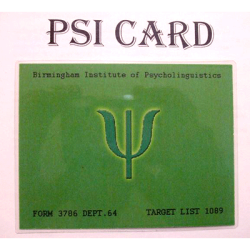 PSI CARD
Birmingham Institute of Psycholinguistics
Ψ
FORM 3786 DEPT.64 TARGET LIST 1089